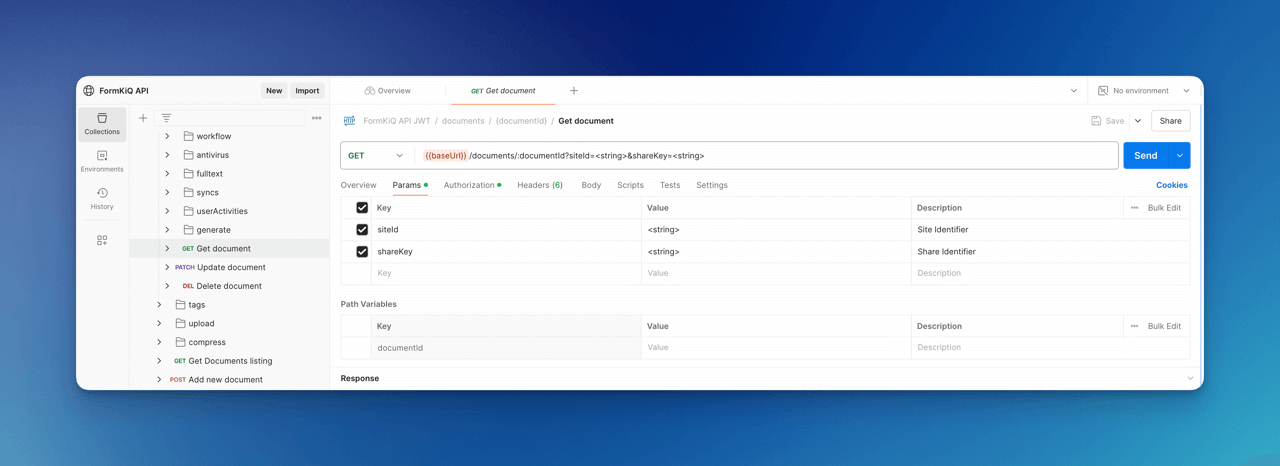 FormKiQ API
New
Import
Overview
GET Get document
No environment
Collections
Environments
History
workflow
antivirus
fulltext
syncs
userActivities
generate
GET Get document
PATCH Update document
DEL Delete document
tags
upload
compress
GET Get Documents listing
POST Add new document
HTTP FormKiQ API JWT / documents / {documentId} / Get document
Save
Share
GET
{{baseUrl}}/documents/:documentId?siteId=<string>&shareKey=<string>
Send
Overview Params Authorization Headers (6) Body Scripts Tests Settings
Cookies
Key Value Description Bulk Edit
siteId <string> Site Identifier
shareKey <string> Share Identifier
Key Value Description
Path Variables
Key Value Description Bulk Edit
documentId Value Description
Response